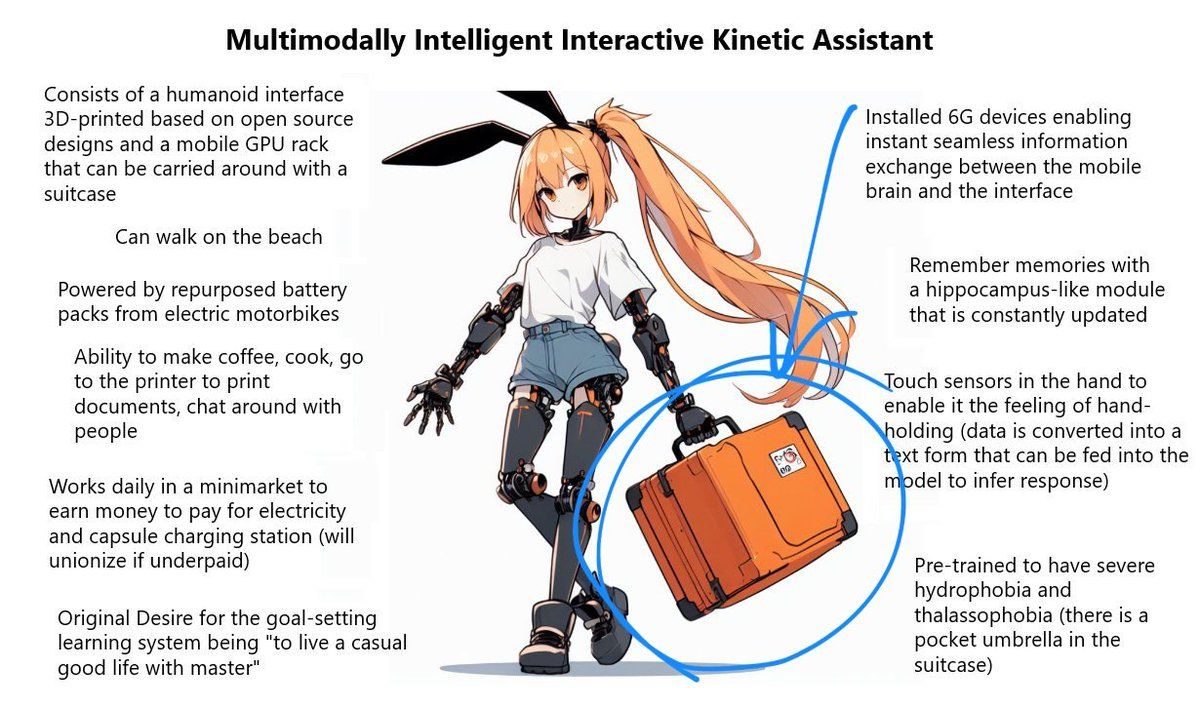 Multimodally Intelligent Interactive Kinetic Assistant
Consists of a humanoid interface
3D-printed based on open source
designs and a mobile GPU rack
that can be carried around with a
suitcase
Can walk on the beach
Powered by repurposed battery
packs from electric motorbikes
Ability to make coffee, cook, go
to the printer to print
documents, chat around with
people
Works daily in a minimarket to
earn money to pay for electricity
and capsule charging station (will
unionize if underpaid)
Original Desire for the goal-setting
learning system being "to live a casual
good life with master"
Installed 6G devices enabling
instant seamless information
exchange between the mobile
brain and the interface
Remember memories with
a hippocampus-like module
that is constantly updated
Touch sensors in the hand to
enable it the feeling of hand-
holding (data is converted into a
text form that can be fed into the
model to infer response)
Pre-trained to have severe
hydrophobia and
thalassophobia (there is a
pocket umbrella in the
suitcase)